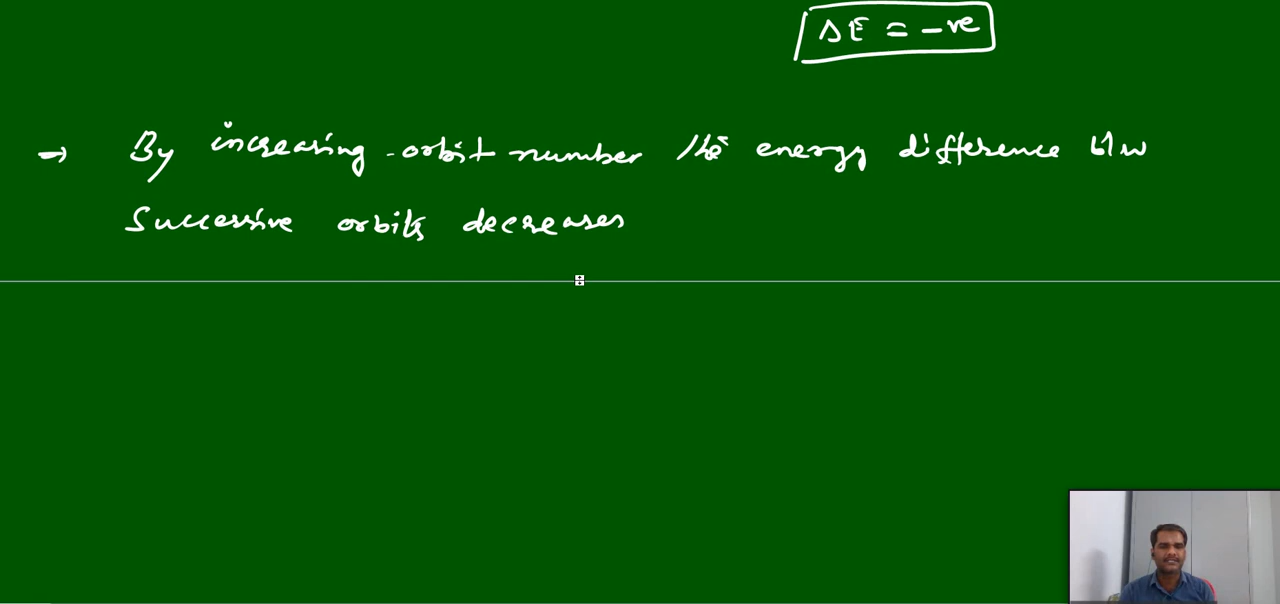 ΔE = -ve
→ By increasing orbit number the energy difference b/w
Successive orbits decreases